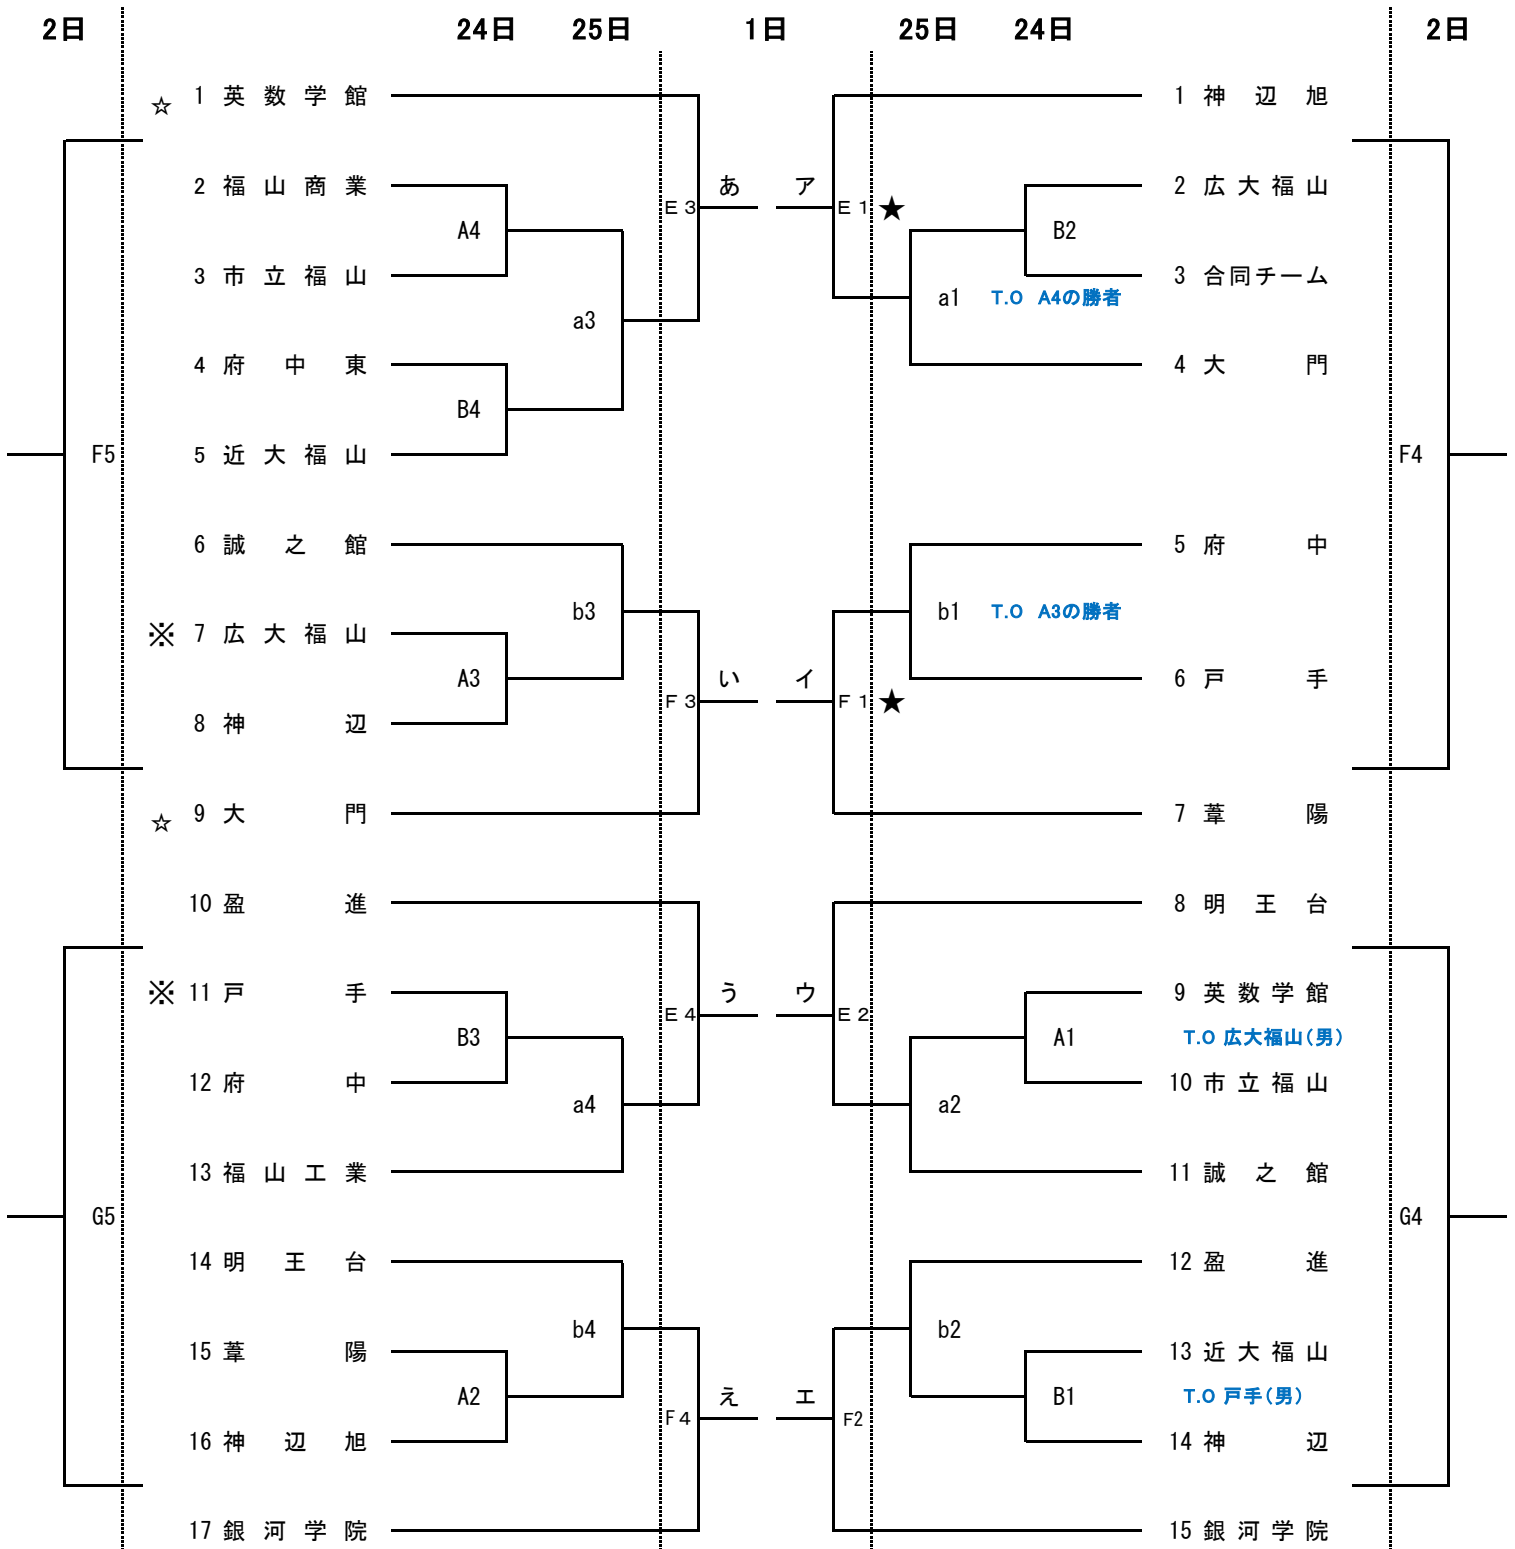 2日 24日 25日 1日 25日 24日 2日
☆ 1 英数学館 1 神辺旭
2 福山商業 あ ア 2 広大福山
E3 E1 ★
A4 B2
3 市立福山 3 合同チーム
a1 T.O A4の勝者
a3
4 府中東 4 大門
B4
F5 5 近大福山 F4
6 誠之館 5 府中
b3 b1 T.O A3の勝者
※ 7 広大福山
A3 い イ 6 戸手
F3 F1 ★
8 神辺
☆ 9 大門 7 葦陽
10 盈進 8 明王台
※ 11 戸手 う ウ 9 英数学館
E4 E2
B3 A1 T.O 広大福山(男)
12 府中 10 市立福山
a4 a2
13 福山工業 11 誠之館
G5 G4
14 明王台 12 盈進
b4 b2
15 葦陽 13 近大福山
A2 え エ B1 T.O 戸手(男)
F4 F2
16 神辺旭 14 神辺
17 銀河学院 15 銀河学院